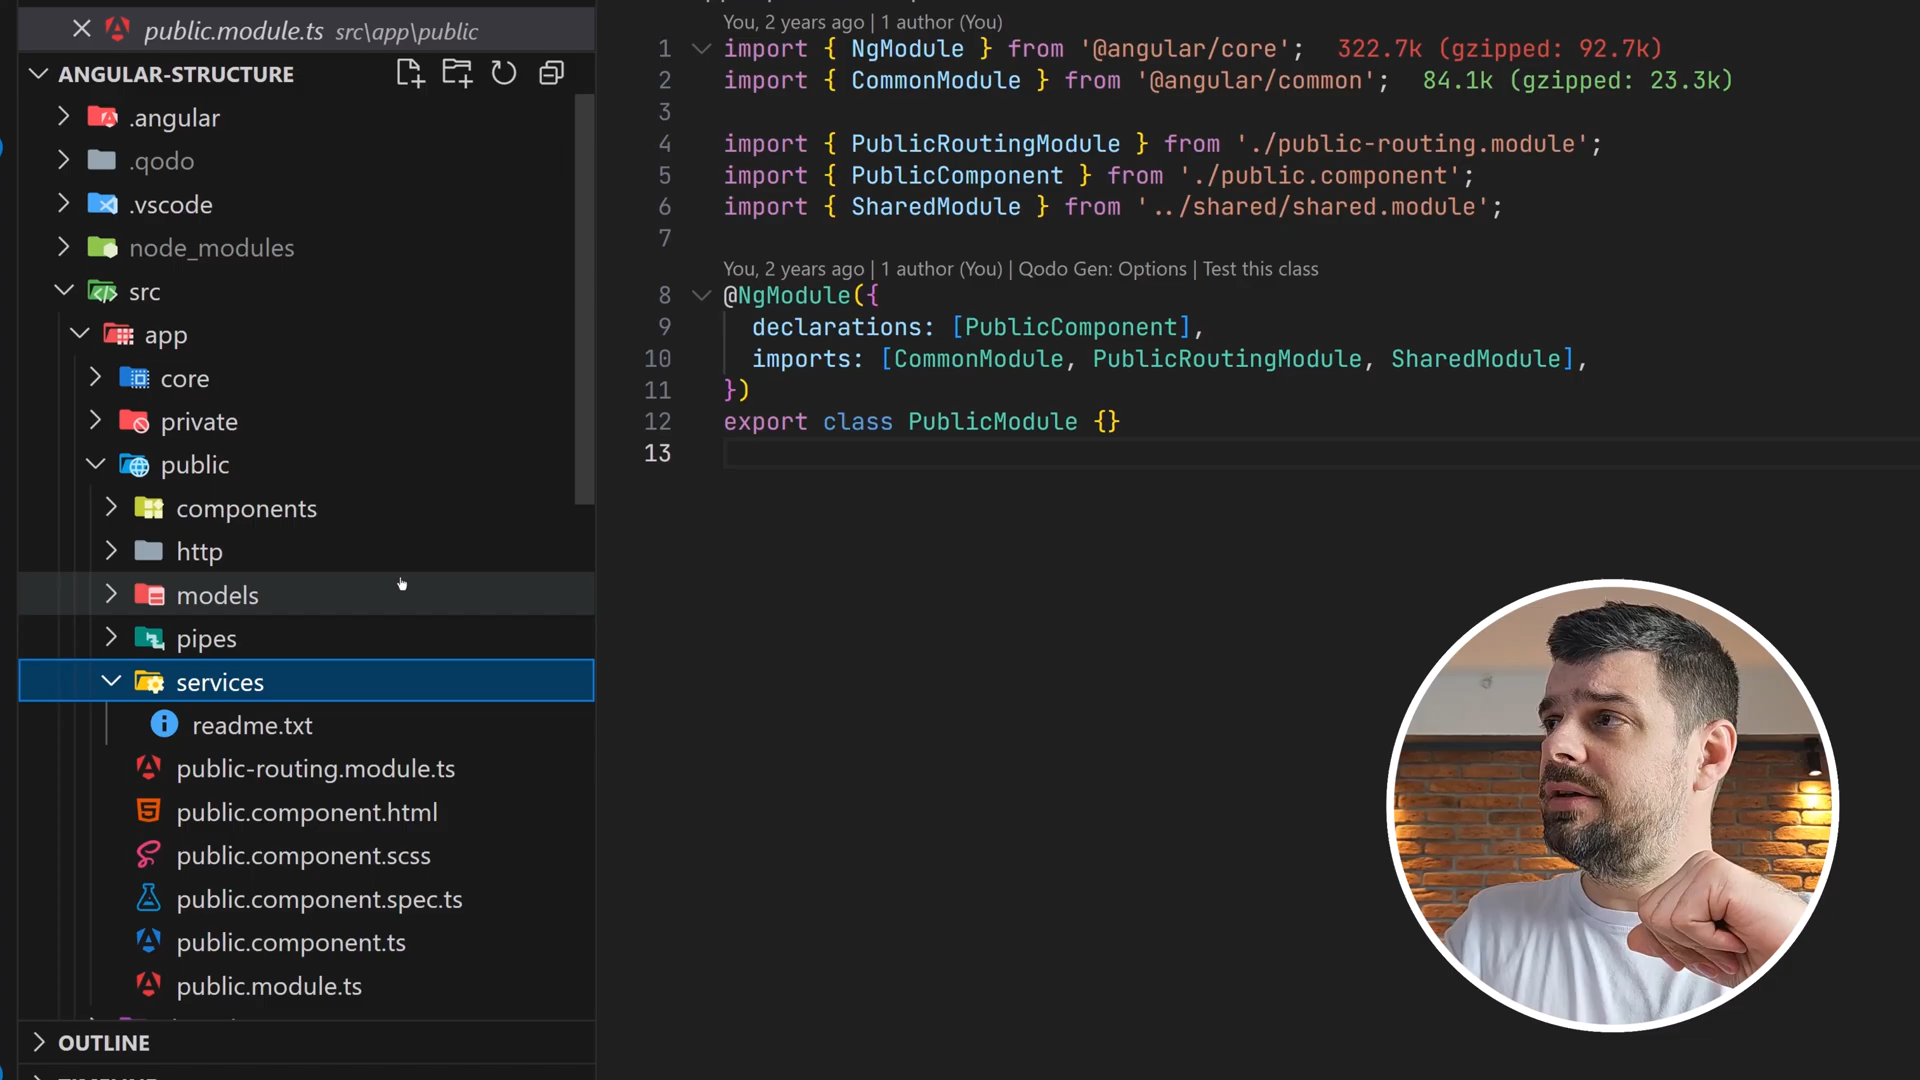 public.module.ts src\app\public
ANGULAR-STRUCTURE
.angular
.qodo
.vscode
node_modules
src
app
core
private
public
components
http
models
pipes
services
readme.txt
public-routing.module.ts
public.component.html
public.component.scss
public.component.spec.ts
public.component.ts
public.module.ts
OUTLINE
You, 2 years ago | 1 author (You)
1 import { NgModule } from '@angular/core'; 322.7k (gzipped: 92.7k)
2 import { CommonModule } from '@angular/common'; 84.1k (gzipped: 23.3k)
3
4 import { PublicRoutingModule } from './public-routing.module';
5 import { PublicComponent } from './public.component';
6 import { SharedModule } from '../shared/shared.module';
7
You, 2 years ago | 1 author (You) | Qodo Gen: Options | Test this class
8 @NgModule({
9 declarations: [PublicComponent],
10 imports: [CommonModule, PublicRoutingModule, SharedModule],
11 })
12 export class PublicModule {}
13